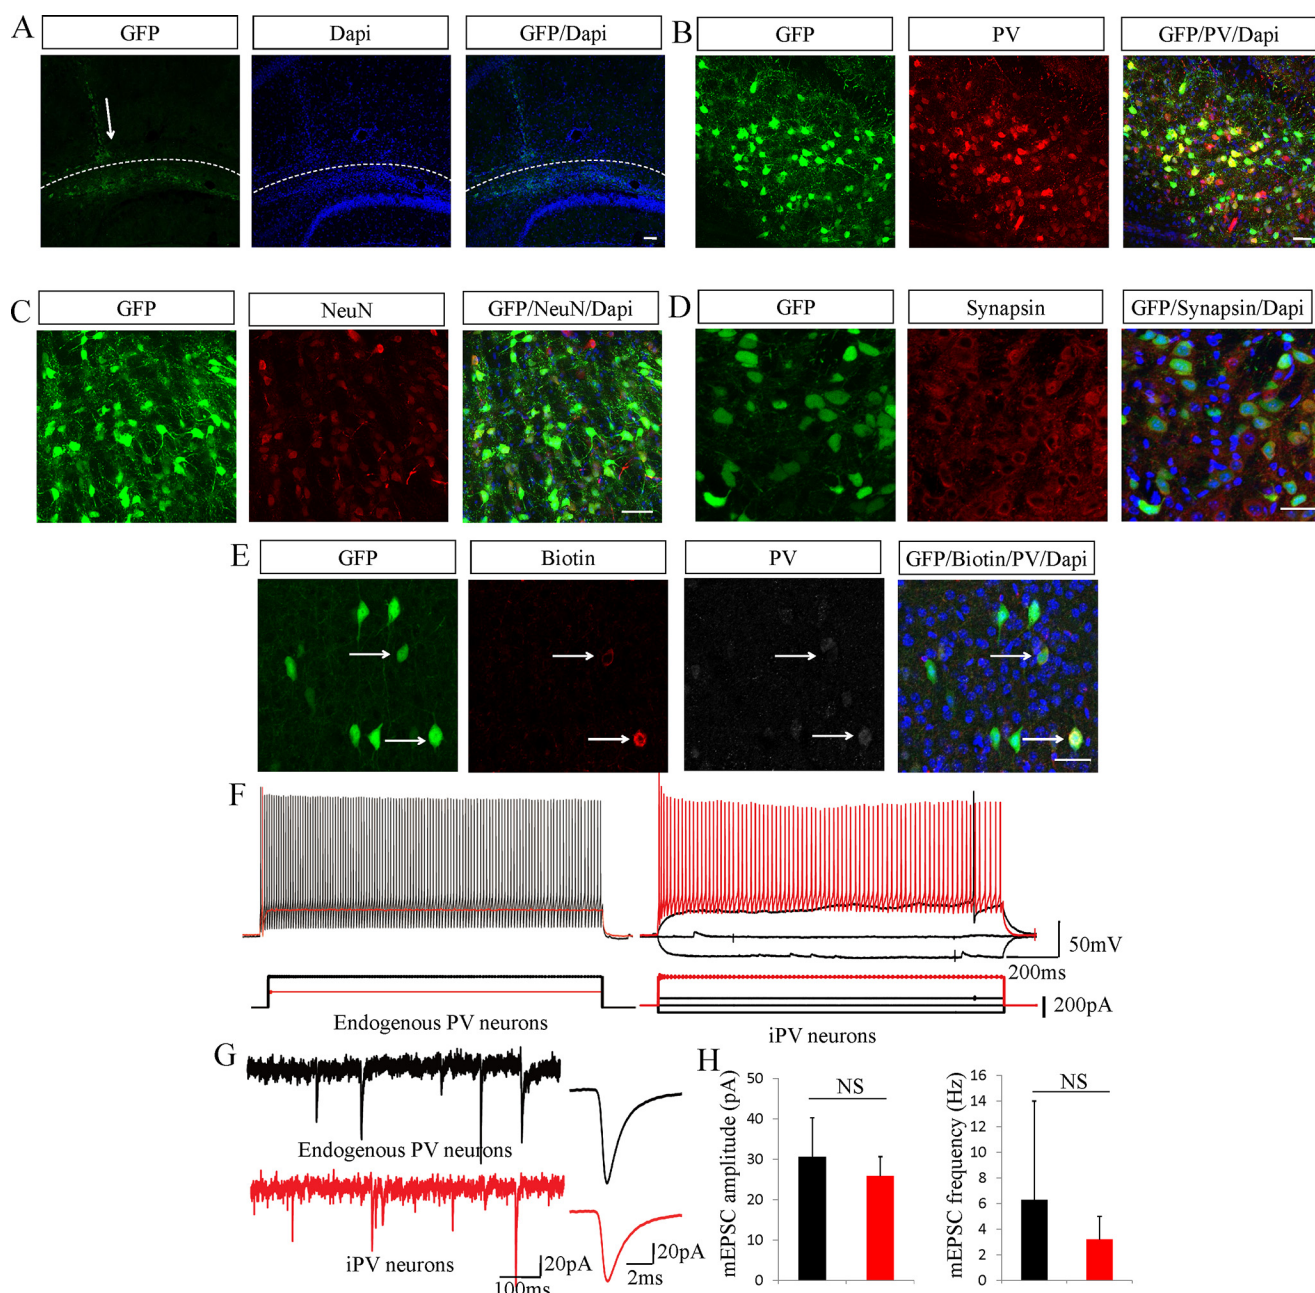 A
GFP
Dapi
GFP/Dapi
B
GFP
PV
GFP/PV/Dapi
C
GFP
NeuN
GFP/NeuN/Dapi
D
GFP
Synapsin
GFP/Synapsin/Dapi
E
GFP
Biotin
PV
GFP/Biotin/PV/Dapi
F
50mV
200ms
200pA
Endogenous PV neurons
iPV neurons
G
Endogenous PV neurons
iPV neurons
20pA
100ms
20pA
2ms
H
mEPSC amplitude (pA)
50
40
30
20
10
0
NS
mEPSC frequency (Hz)
16
14
12
10
8
6
4
2
0
NS